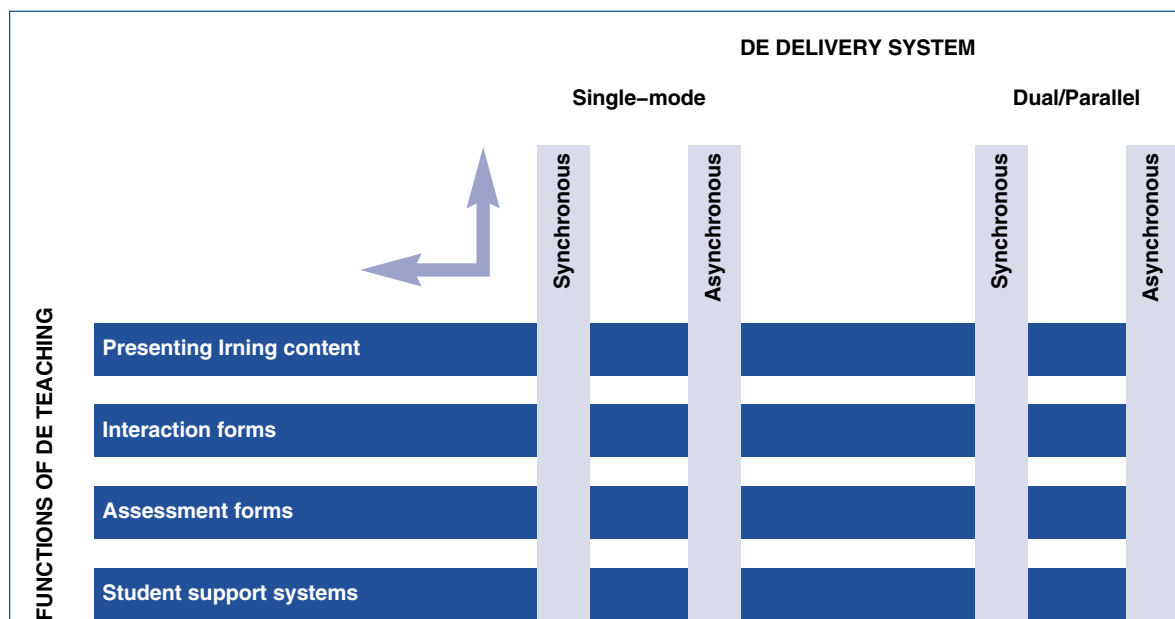 DE DELIVERY SYSTEM
Single–mode
Dual/Parallel
Synchronous
Asynchronous
Synchronous
Asynchronous
FUNCTIONS OF DE TEACHING
Presenting lrning content
Interaction forms
Assessment forms
Student support systems